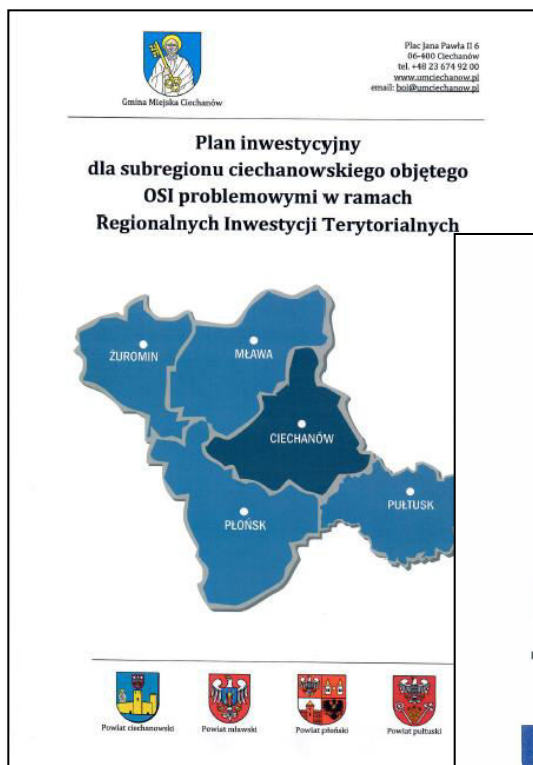 Plac Jana Pawła II 6
06-400 Ciechanów
tel. +48 23 674 92 00
www.umciechanow.pl
email: boi@umciechanow.pl
Gmina Miejska Ciechanów
Plan inwestycyjny
dla subregionu ciechanowskiego objętego
OSI problemowymi w ramach
Regionalnych Inwestycji Terytorialnych
ŻUROMIN
MŁAWA
CIECHANÓW
PŁOŃSK
PUŁTUSK
Powiat ciechanowski
Powiat mławski
Powiat płoński
Powiat pułtuski